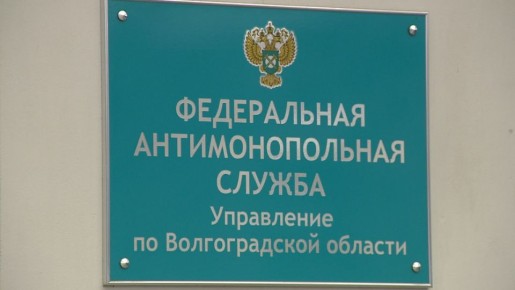 ФЕДЕРАЛЬНАЯ
АНТИМОНОПОЛЬНАЯ
СЛУЖБА
Управление
по Волгоградской области